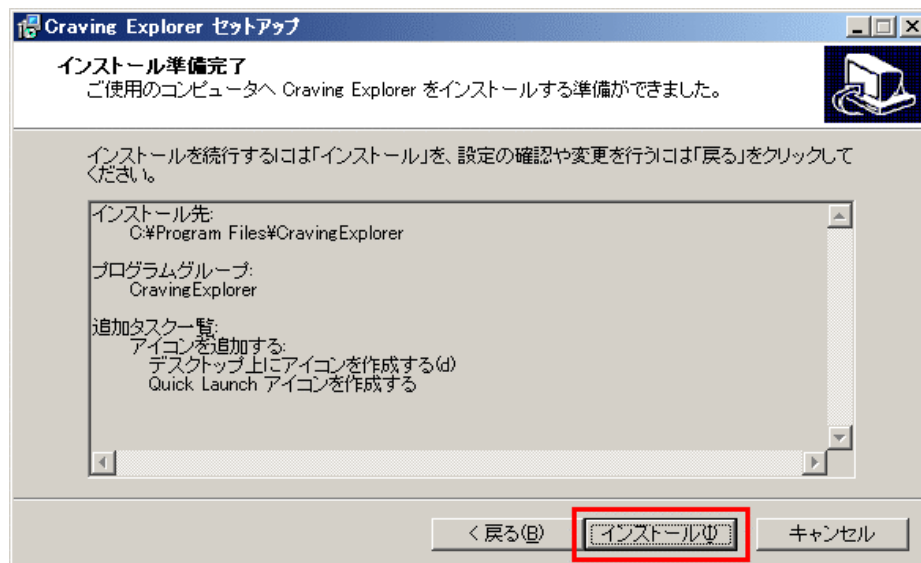 Craving Explorer セットアップ
インストール準備完了
ご使用のコンピュータへ Craving Explorer をインストールする準備ができました。
インストールを続行するには「インストール」を、設定の確認や変更を行うには「戻る」をクリックして
ください。
インストール先:
C:¥Program Files¥CravingExplorer
プログラムグループ:
CravingExplorer
追加タスク一覧:
アイコンを追加する:
デスクトップ上にアイコンを作成する(d)
Quick Launch アイコンを作成する
< 戻る(B) インストール(I) キャンセル